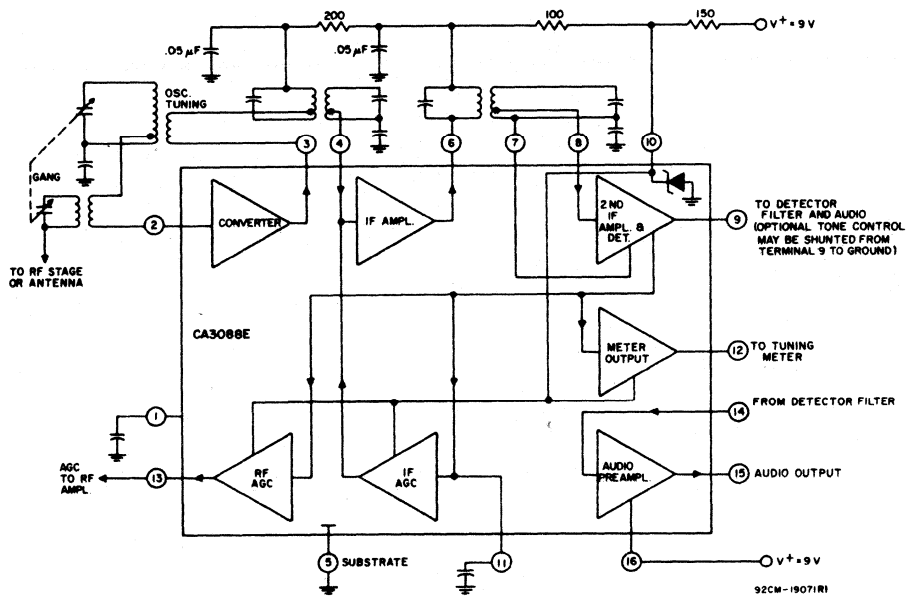 200
100
150
V⁺=9V
.05 µF
.05 µF
OSC.
TUNING
3
4
6
7
8
10
GANG
2
CONVERTER
IF AMPL.
2 ND
IF
AMPL. &
DET.
9
TO DETECTOR
FILTER AND AUDIO
(OPTIONAL TONE CONTROL
MAY BE SHUNTED FROM
TERMINAL 9 TO GROUND)
TO RF STAGE
OR ANTENNA
CA3088E
METER
OUTPUT
12
TO TUNING
METER
1
14
FROM DETECTOR FILTER
AGC
TO RF
AMPL.
13
RF
AGC
IF
AGC
AUDIO
PREAMPL.
15
AUDIO OUTPUT
5
SUBSTRATE
11
16
V⁺=9V
92CM-19071R1